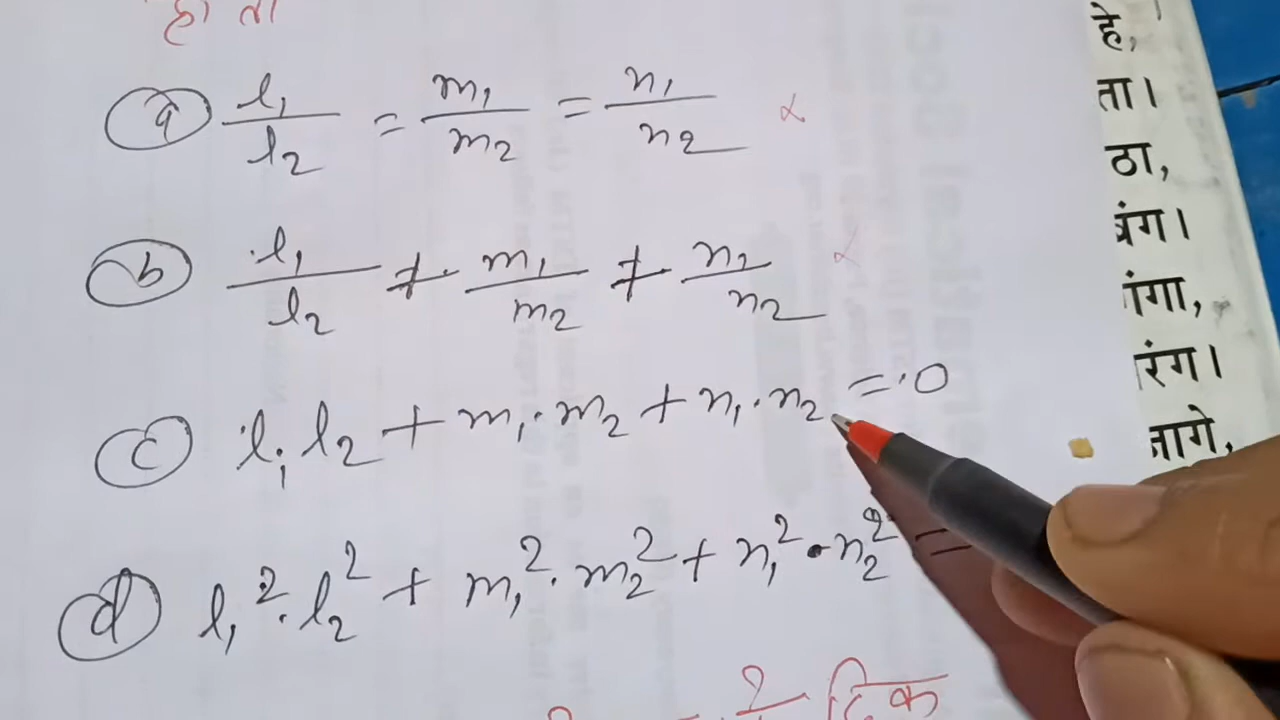 (a) l₁/l₂ = m₁/m₂ = n₁/n₂ ×
(b) l₁/l₂ ≠ m₁/m₂ ≠ n₁/n₂ ×
(c) l₁ l₂ + m₁·m₂ + n₁·n₂ = 0
(d) l₁²·l₂² + m₁²·m₂² + n₁²·n₂² =
ता।
ठा,
गंगा,
रंग।